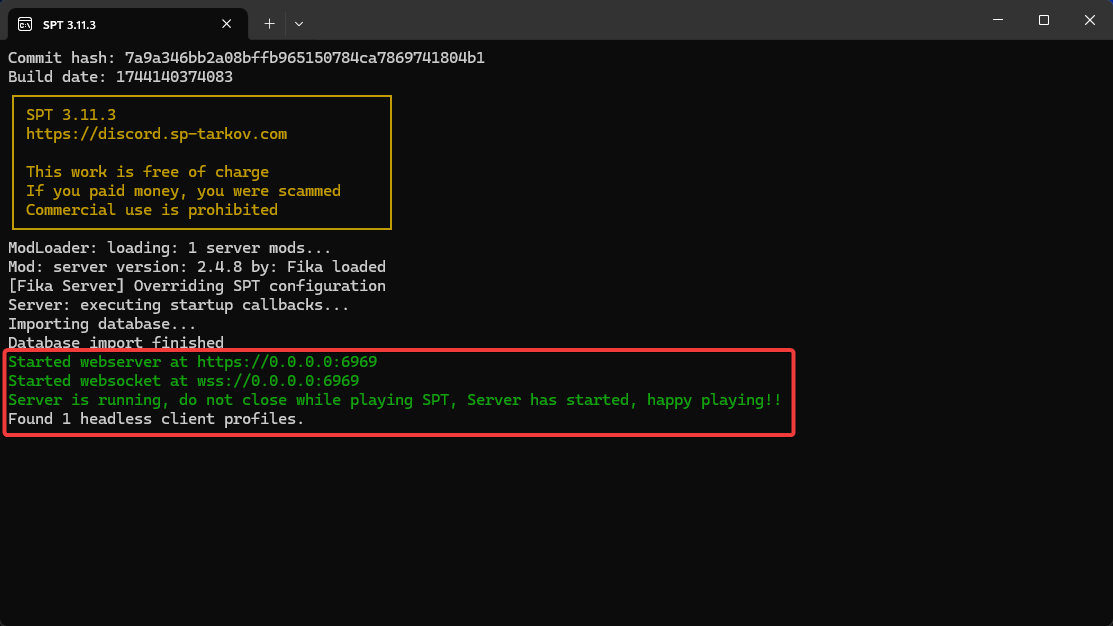 SPT 3.11.3
Commit hash: 7a9a346bb2a08bffb965150784ca7869741804b1
Build date: 1744140374083
SPT 3.11.3
https://discord.sp-tarkov.com
This work is free of charge
If you paid money, you were scammed
Commercial use is prohibited
ModLoader: loading: 1 server mods...
Mod: server version: 2.4.8 by: Fika loaded
[Fika Server] Overriding SPT configuration
Server: executing startup callbacks...
Importing database...
Database import finished
Started webserver at https://0.0.0.0:6969
Started websocket at wss://0.0.0.0:6969
Server is running, do not close while playing SPT, Server has started, happy playing!!
Found 1 headless client profiles.